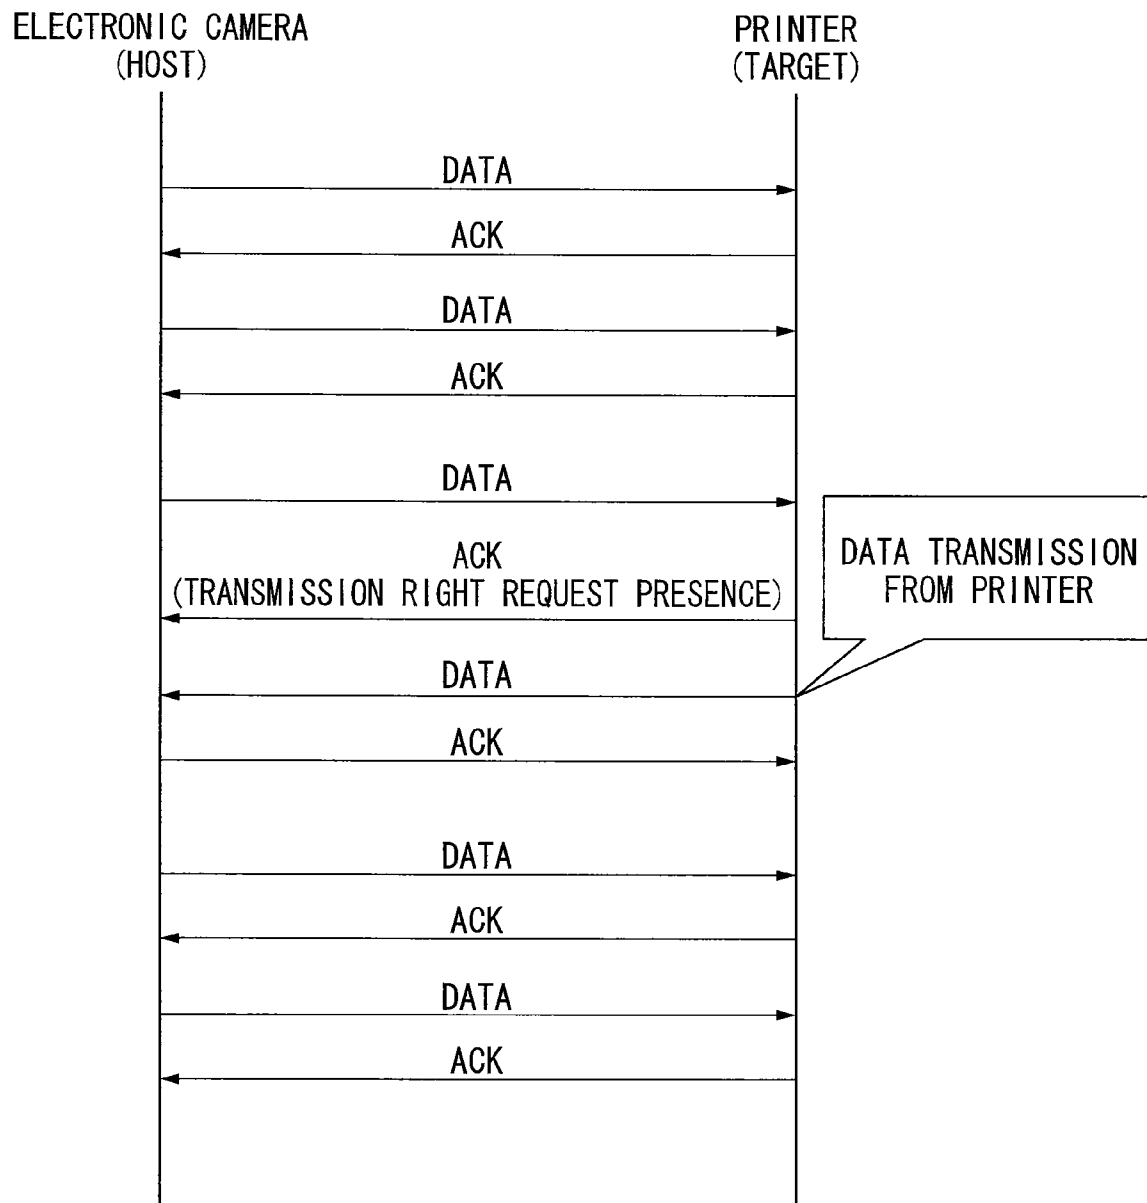 ELECTRONIC CAMERA
(HOST)
PRINTER
(TARGET)
DATA
ACK
DATA
ACK
DATA
ACK
(TRANSMISSION RIGHT REQUEST PRESENCE)
DATA TRANSMISSION
FROM PRINTER
DATA
ACK
DATA
ACK
DATA
ACK